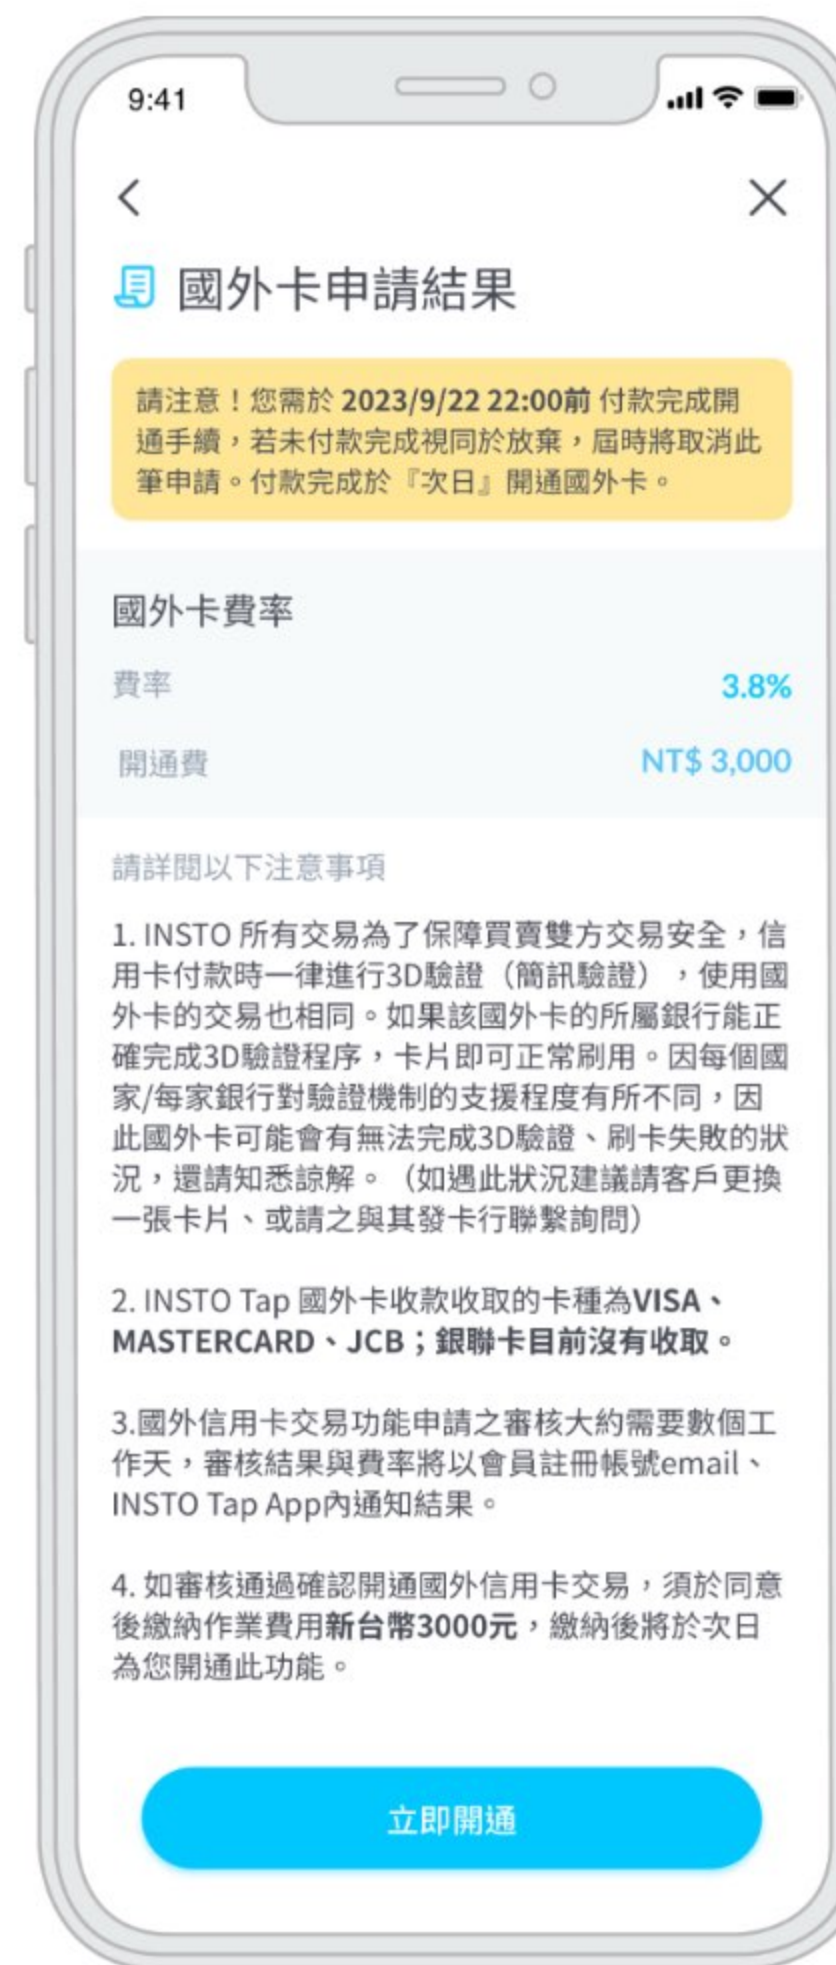 9:41
國外卡申請結果
請注意！您需於 2023/9/22 22:00前 付款完成開
通手續，若未付款完成視同於放棄，屆時將取消此
筆申請。付款完成於『次日』開通國外卡。
國外卡費率
費率 3.8%
開通費 NT$ 3,000
請詳閱以下注意事項
1. INSTO 所有交易為了保障買賣雙方交易安全，信
用卡付款時一律進行3D驗證（簡訊驗證），使用國
外卡的交易也相同。如果該國外卡的所屬銀行能正
確完成3D驗證程序，卡片即可正常刷用。因每個國
家/每家銀行對驗證機制的支援程度有所不同，因
此國外卡可能會有無法完成3D驗證、刷卡失敗的狀
況，還請知悉諒解。（如遇此狀況建議請客戶更換
一張卡片、或請之與其發卡行聯繫詢問）
2. INSTO Tap 國外卡收款收取的卡種為VISA、
MASTERCARD、JCB；銀聯卡目前沒有收取。
3.國外信用卡交易功能申請之審核大約需要數個工
作天，審核結果與費率將以會員註冊帳號email、
INSTO Tap App內通知結果。
4. 如審核通過確認開通國外信用卡交易，須於同意
後繳納作業費用新台幣3000元，繳納後將於次日
為您開通此功能。
立即開通